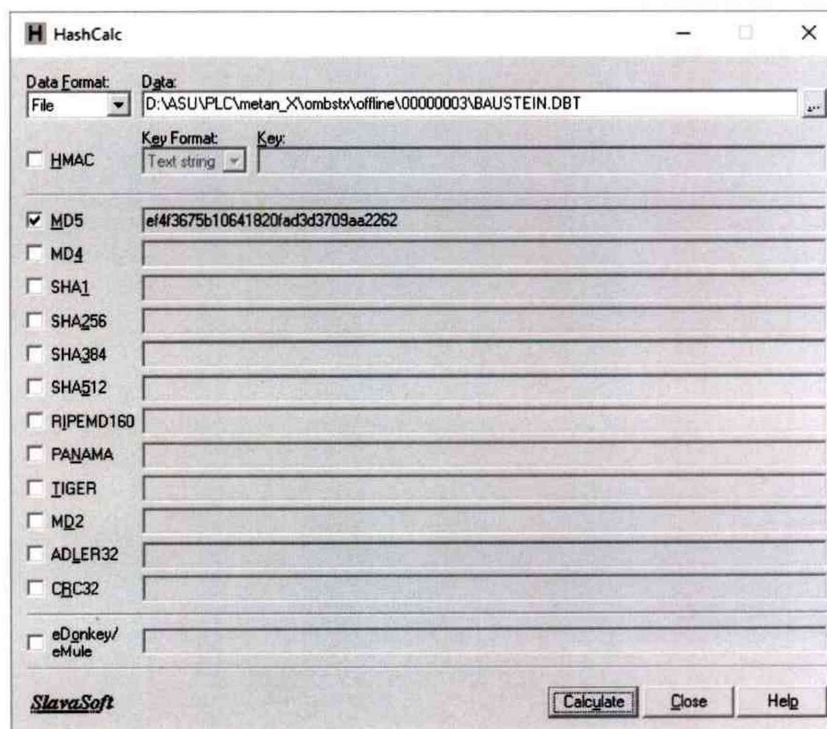 H HashCalc
Data Format: Data:
File D:\ASU\PLC\metan_X\ombstx\offline\00000003\BAUSTEIN.DBT ...
Key Format: Key:
HMAC Text string
MD5 ef4f3675b10641820fad3d3709aa2262
MD4
SHA1
SHA256
SHA384
SHA512
RIPEMD160
PANAMA
TIGER
MD2
ADLER32
CRC32
eDonkey/
eMule
SlavaSoft Calculate Close Help